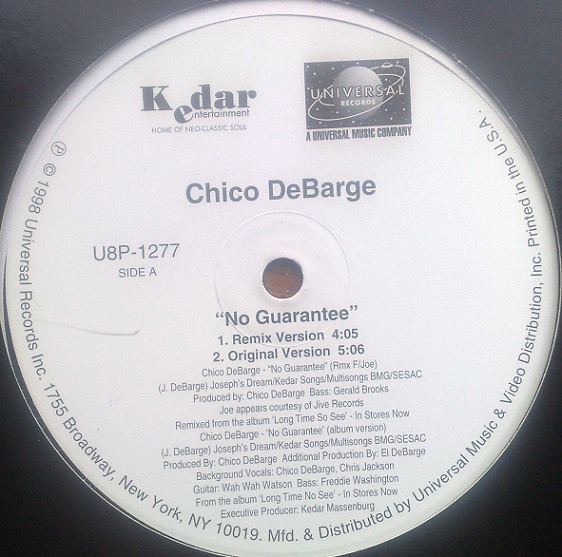 Kedar
entertainment
HOME OF NEO-CLASSIC SOUL
UNIVERSAL
RECORDS
A UNIVERSAL MUSIC COMPANY
Chico DeBarge
U8P-1277
SIDE A
“No Guarantee”
1. Remix Version 4:05
2. Original Version 5:06
Chico DeBarge - “No Guarantee” (Rmx F/Joe)
(J. DeBarge) Joseph's Dream/Kedar Songs/Multisongs BMG/SESAC
Produced by: Chico DeBarge Bass: Gerald Brooks
Joe appears courtesy of Jive Records
Remixed from the album 'Long Time So See' - In Stores Now
Chico DeBarge - 'No Guarantee' (album version)
(J. DeBarge) Joseph's Dream/Kedar Songs/Multisongs BMG/SESAC
Produced By: Chico DeBarge Additional Production By: El DeBarge
Background Vocals: Chico DeBarge, Chris Jackson
Guitar: Wah Wah Watson Bass: Freddie Washington
From the album 'Long Time No See' - In Stores Now
Executive Producer: Kedar Massenburg
℗ © 1998 Universal Records Inc. 1755 Broadway, New York, NY 10019. Mfd. & Distributed by Universal Music & Video Distribution, Inc. Printed in the U.S.A.